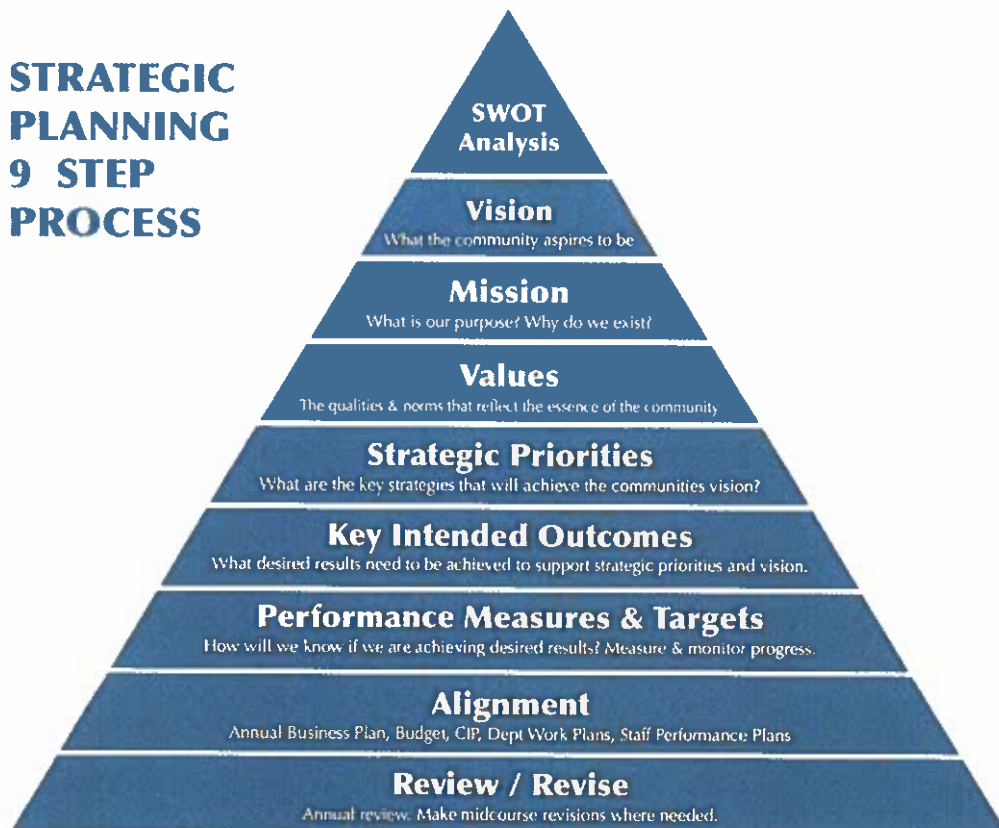 STRATEGIC
PLANNING
9 STEP
PROCESS
SWOT
Analysis
Vision
What the community aspires to be
Mission
What is our purpose? Why do we exist?
Values
The qualities & norms that reflect the essence of the community
Strategic Priorities
What are the key strategies that will achieve the communities vision?
Key Intended Outcomes
What desired results need to be achieved to support strategic priorities and vision.
Performance Measures & Targets
How will we know if we are achieving desired results? Measure & monitor progress.
Alignment
Annual Business Plan, Budget, CIP, Dept Work Plans, Staff Performance Plans
Review / Revise
Annual review. Make midcourse revisions where needed.